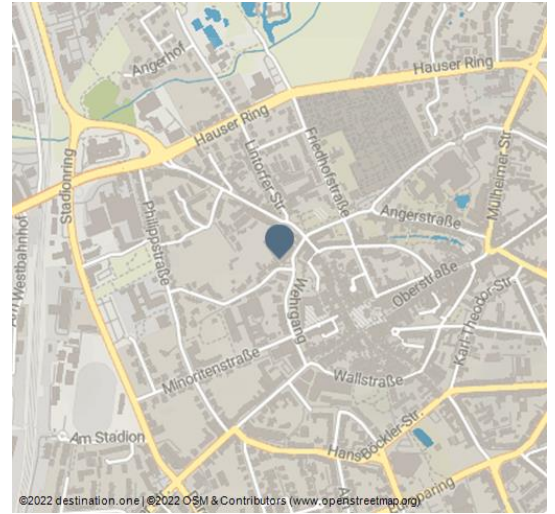 Angerhof
Hauser Ring
Hauser Ring
Stadionring
Lintorfer Str.
Friedhofstraße
Mülheimer Str.
Am Westbahnhof
Philippstraße
Angerstraße
Wehrgang
Oberstraße
Karl-Theodor-Str.
Minoritenstraße
Wallstraße
Am Stadion
Hans-Böckler-Str.
©2022 destination.one | ©2022 OSM & Contributors (www.openstreetmap.org)